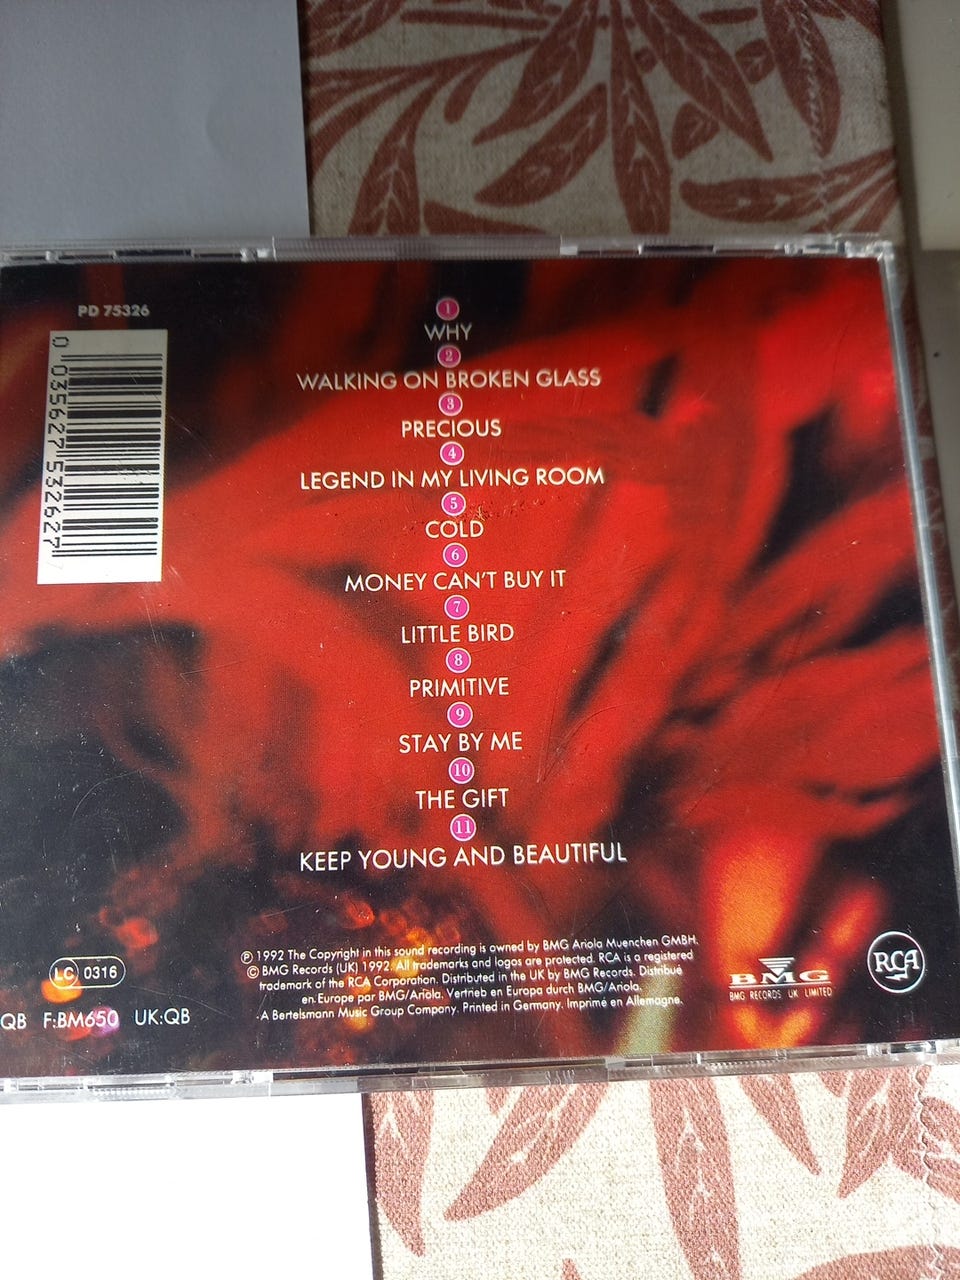 PD 75326
0 035627 532627
1
WHY
2
WALKING ON BROKEN GLASS
3
PRECIOUS
4
LEGEND IN MY LIVING ROOM
5
COLD
6
MONEY CAN'T BUY IT
7
LITTLE BIRD
8
PRIMITIVE
9
STAY BY ME
10
THE GIFT
11
KEEP YOUNG AND BEAUTIFUL
LC 0316
QB F:BM650 UK:QB
℗ 1992 The Copyright in this sound recording is owned by BMG Ariola Muenchen GMBH.
© BMG Records (UK) 1992. All trademarks and logos are protected. RCA is a registered
trademark of the RCA Corporation. Distributed in the UK by BMG Records. Distribué
en Europe par BMG/Ariola. Vertrieb en Europa durch BMG/Ariola.
A Bertelsmann Music Group Company. Printed in Germany. Imprimé en Allemagne.
BMG
BMG RECORDS UK LIMITED
RCA